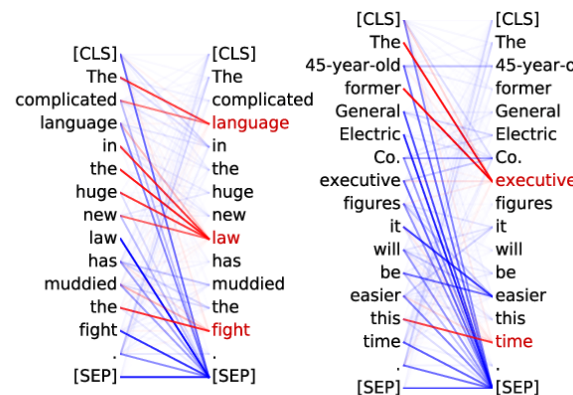 [CLS]
The
complicated
language
in
the
huge
new
law
has
muddied
the
fight
.
[SEP]
[CLS]
The
complicated
language
in
the
huge
new
law
has
muddied
the
fight
.
[SEP]
[CLS]
The
45-year-old
former
General
Electric
Co.
executive
figures
it
will
be
easier
this
time
.
[SEP]
[CLS]
The
45-year-o
former
General
Electric
Co.
executive
figures
it
will
be
easier
this
time
.
[SEP]